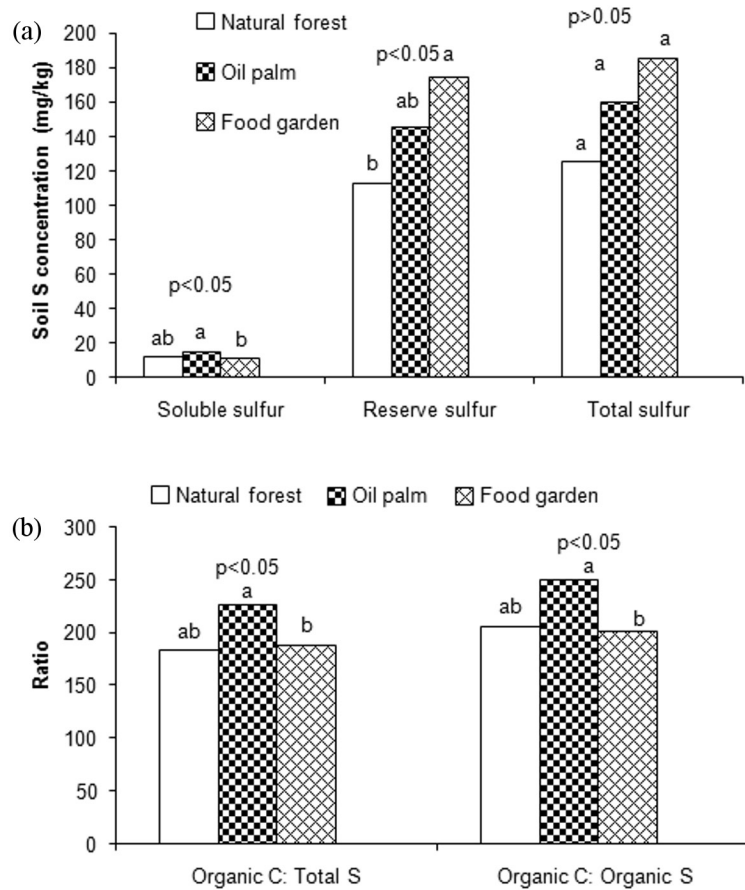 (a)
Natural forest
Oil palm
Food garden
Soil S concentration (mg/kg)
200
180
160
140
120
100
80
60
40
20
0
p<0.05
ab a b
p<0.05 a
ab
b
p>0.05
a
a
a
Soluble sulfur Reserve sulfur Total sulfur
(b)
Natural forest Oil palm Food garden
Ratio
300
250
200
150
100
50
0
p<0.05
a
ab b
p<0.05
a
ab b
Organic C: Total S Organic C: Organic S